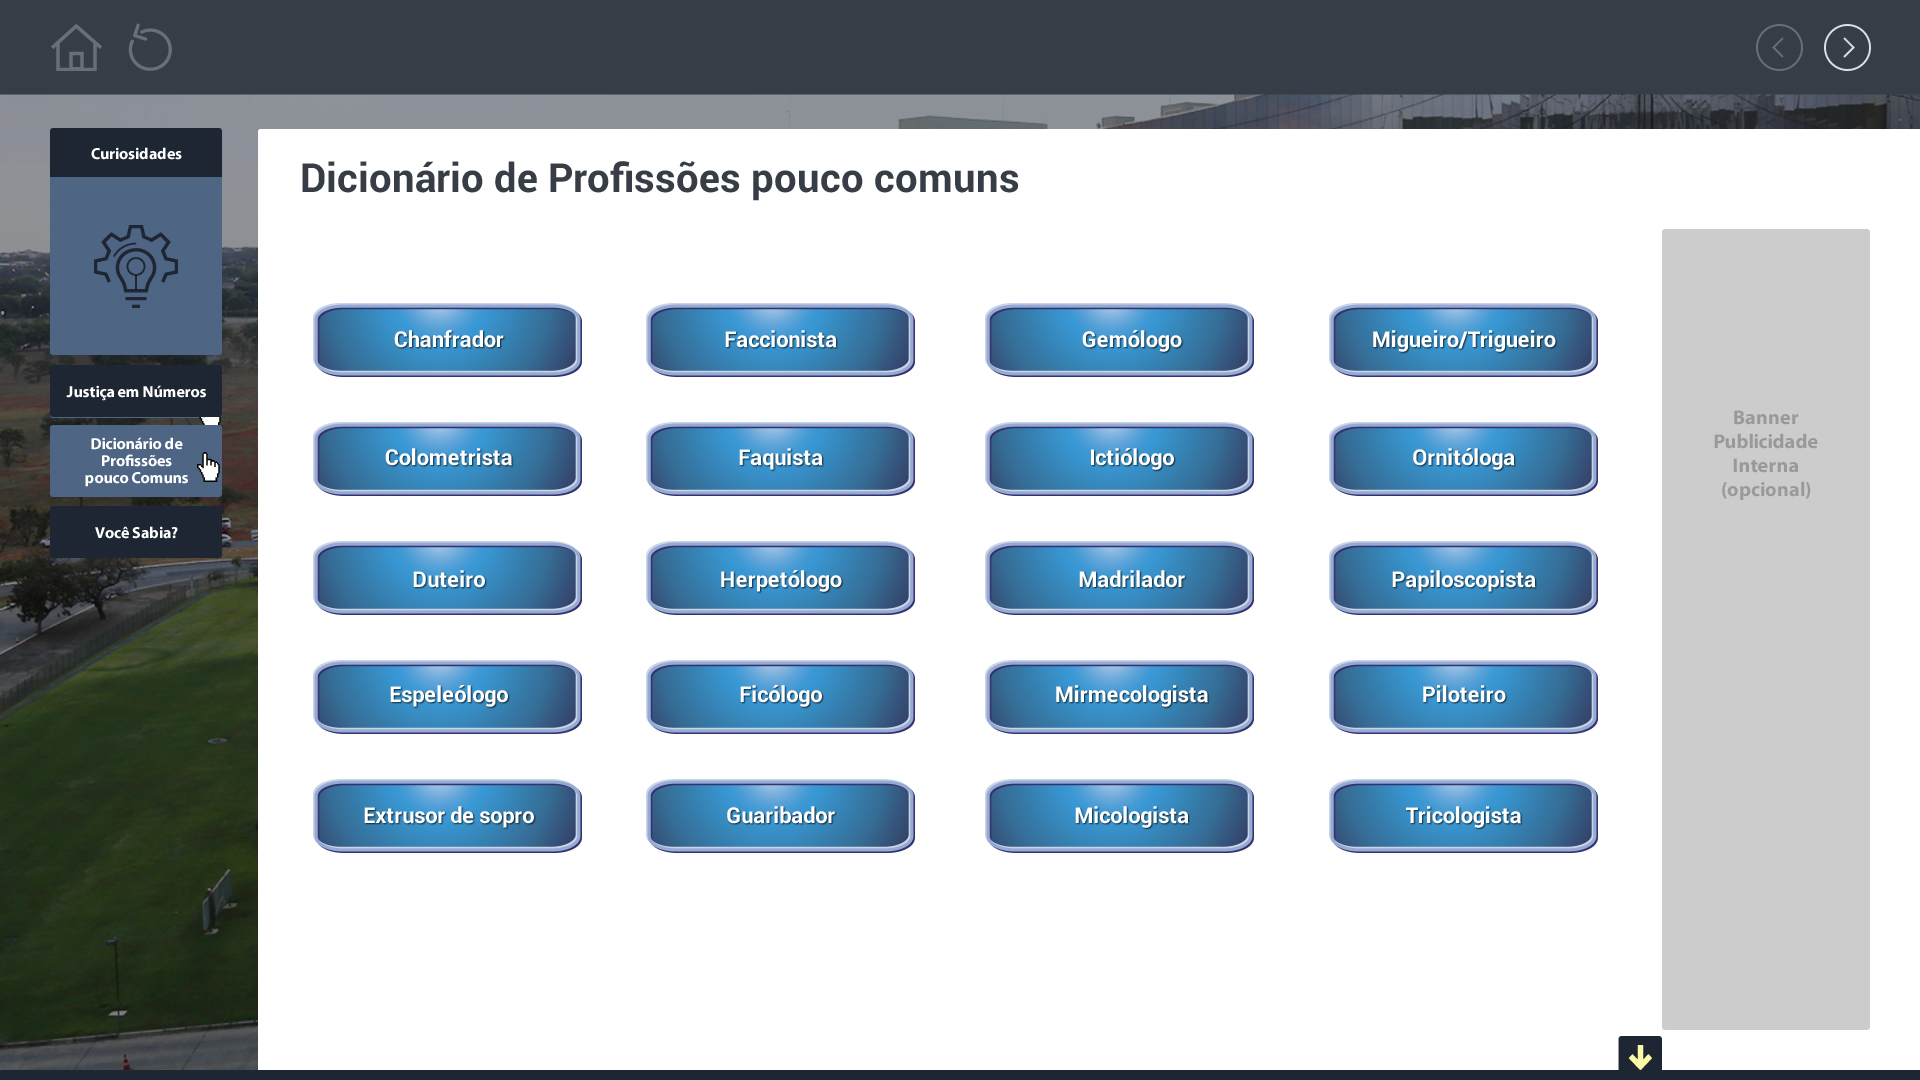 Curiosidades
Justiça em Números
Dicionário de
Profissões
pouco Comuns
Você Sabia?
Dicionário de Profissões pouco comuns
Chanfrador
Faccionista
Gemólogo
Migueiro/Trigueiro
Colometrista
Faquista
Ictiólogo
Ornitóloga
Duteiro
Herpetólogo
Madrilador
Papiloscopista
Espeleólogo
Ficólogo
Mirmecologista
Piloteiro
Extrusor de sopro
Guaribador
Micologista
Tricologista
Banner
Publicidade
Interna
(opcional)